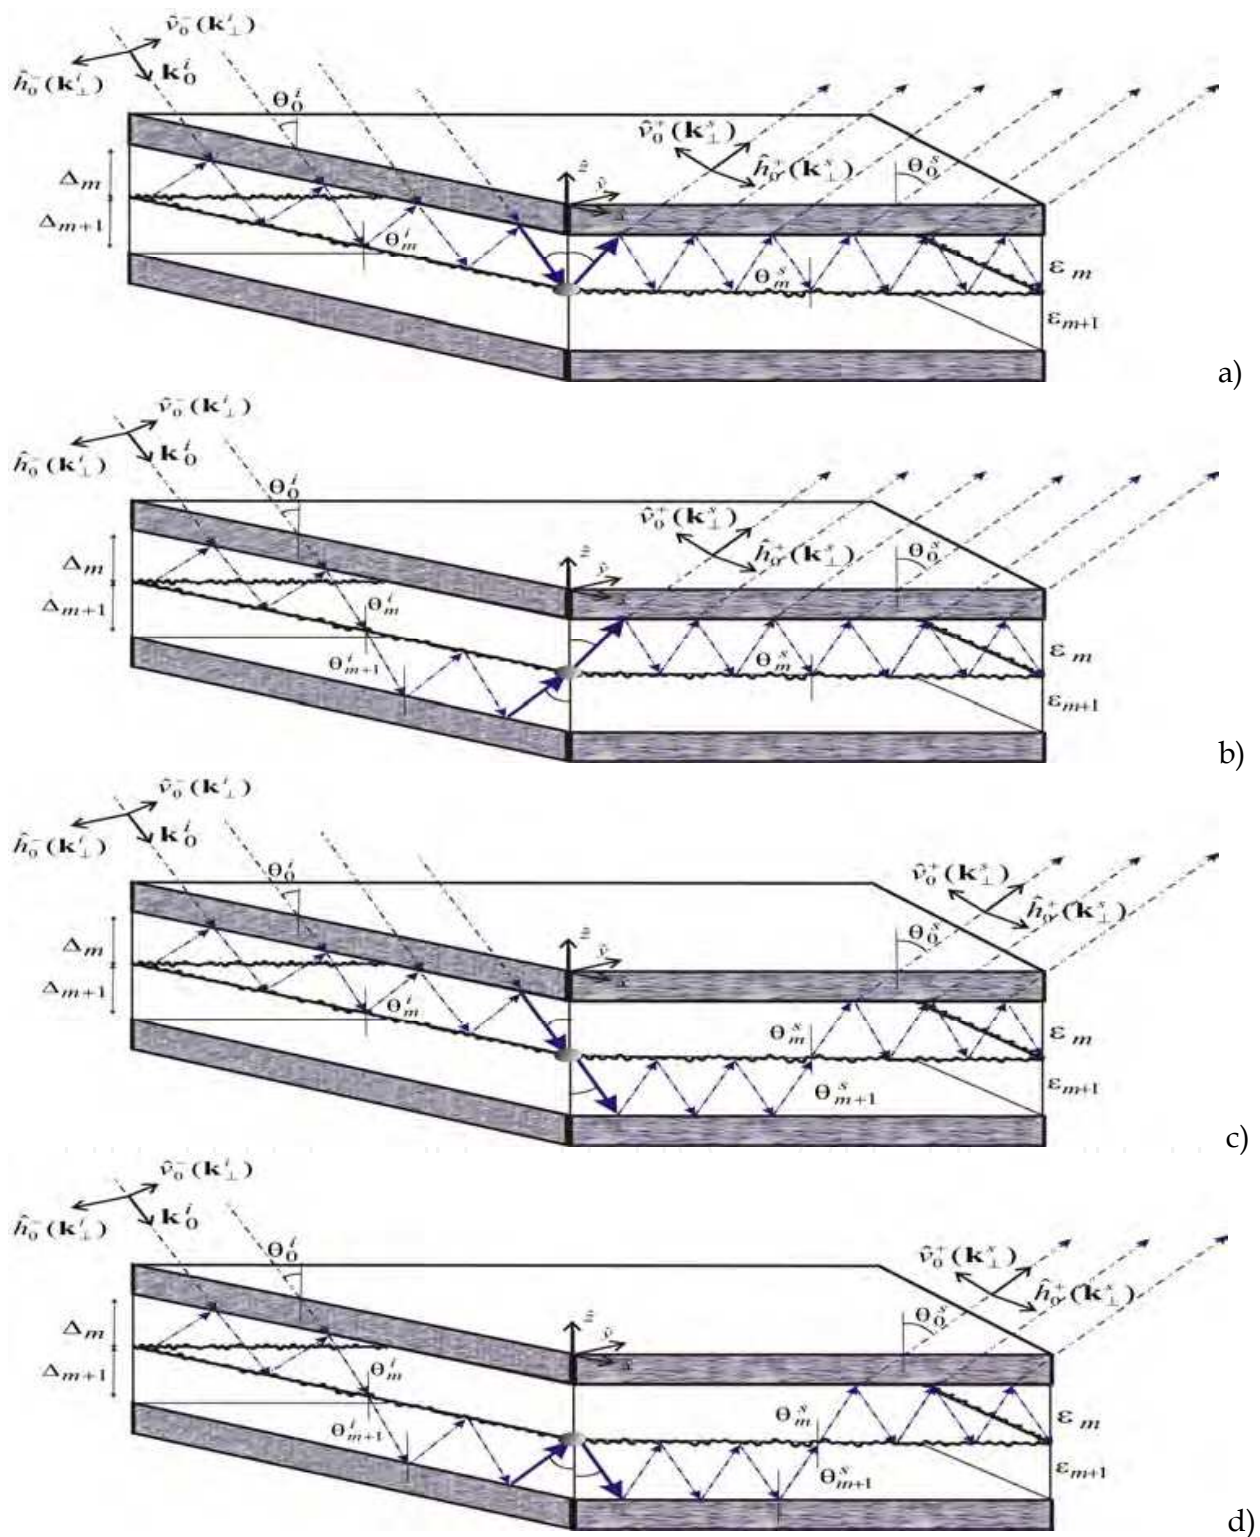 v̂₀⁻(k⊥ⁱ)
ĥ₀⁻(k⊥ⁱ) k₀ⁱ
Θ₀ⁱ
v̂₀⁺(k⊥ˢ)
ĥ₀⁺(k⊥ˢ) Θ₀ˢ
Δm
ẑ
ŷ
Δm+1
Θmⁱ
Θmˢ εm
εm+1
a)
v̂₀⁻(k⊥ⁱ)
ĥ₀⁻(k⊥ⁱ) k₀ⁱ
Θ₀ⁱ
v̂₀⁺(k⊥ˢ)
ĥ₀⁺(k⊥ˢ) Θ₀ˢ
Δm
ẑ
ŷ
Δm+1 Θmⁱ
Θm+1ⁱ Θmˢ εm
εm+1
b)
v̂₀⁻(k⊥ⁱ)
ĥ₀⁻(k⊥ⁱ) k₀ⁱ
Θ₀ⁱ
v̂₀⁺(k⊥ˢ)
ĥ₀⁺(k⊥ˢ)
Θ₀ˢ
Δm
ẑ
ŷ
Δm+1
Θmⁱ
Θmˢ εm
Θm+1ˢ εm+1
c)
v̂₀⁻(k⊥ⁱ)
ĥ₀⁻(k⊥ⁱ) k₀ⁱ
Θ₀ⁱ
v̂₀⁺(k⊥ˢ)
ĥ₀⁺(k⊥ˢ)
Θ₀ˢ
Δm
ẑ
ŷ
Δm+1 Θmⁱ
Θm+1ⁱ
Θmˢ εm
Θm+1ˢ εm+1
d)